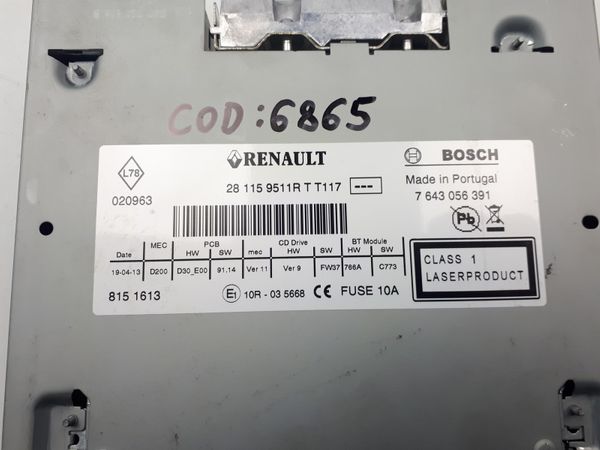 COD:6865
L78
RENAULT
BOSCH
020963
28 115 9511R T T117
---
Made in Portugal
7 643 056 391
Pb
Date MEC PCB CD Drive BT Module
HW SW mec HW SW HW SW
19-04-13 D200 D30_E00 91.14 Ver 11 Ver 9 FW37 766A C773
CLASS 1
LASERPRODUCT
815 1613
E1 10R - 03 5668 CE FUSE 10A